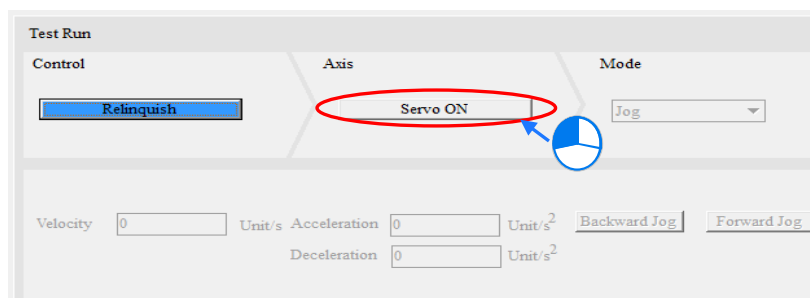 Test Run
Control Axis Mode
Relinquish Servo ON Jog
Velocity 0 Unit/s Acceleration 0 Unit/s² Backward Jog Forward Jog
Deceleration 0 Unit/s²